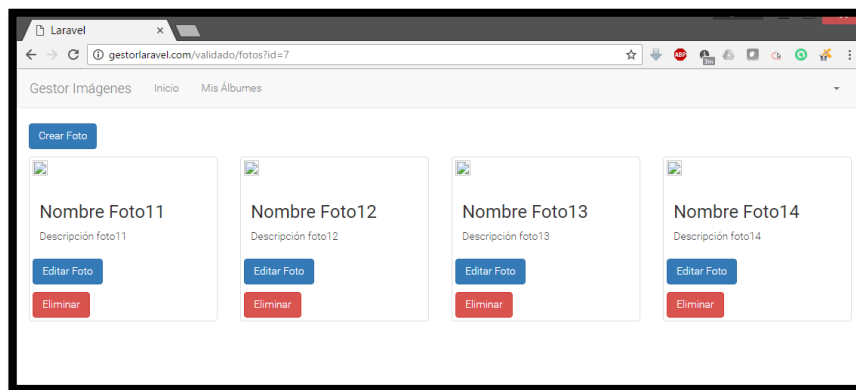 Laravel
gestorlaravel.com/validado/fotos?id=7
ABP
3m
Gestor Imágenes Inicio Mis Álbumes
Crear Foto
Nombre Foto11 Nombre Foto12 Nombre Foto13 Nombre Foto14
Descripción foto11 Descripción foto12 Descripción foto13 Descripción foto14
Editar Foto Editar Foto Editar Foto Editar Foto
Eliminar Eliminar Eliminar Eliminar